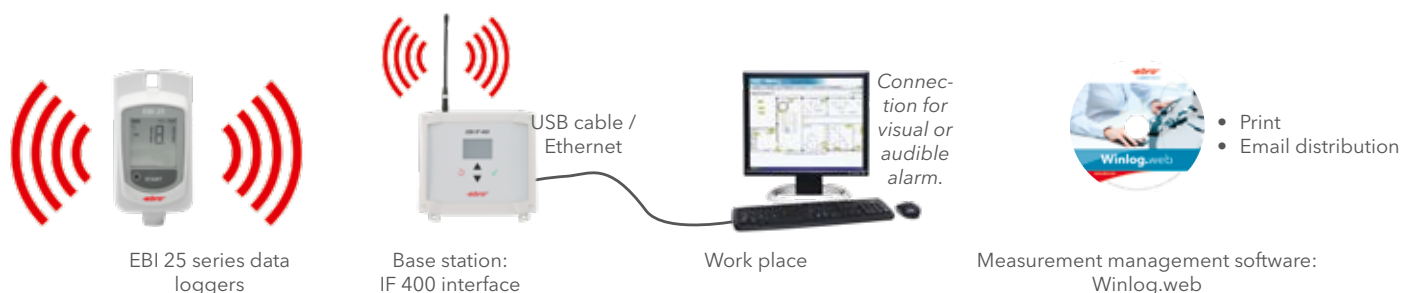 EBI 25
18.1
START
ebro
EBI IF 400
ebro
USB cable /
Ethernet
Connec-
tion for
visual or
audible
alarm.
ebro
Winlog.web
• Print
• Email distribution
EBI 25 series data
loggers
Base station:
IF 400 interface
Work place
Measurement management software:
Winlog.web